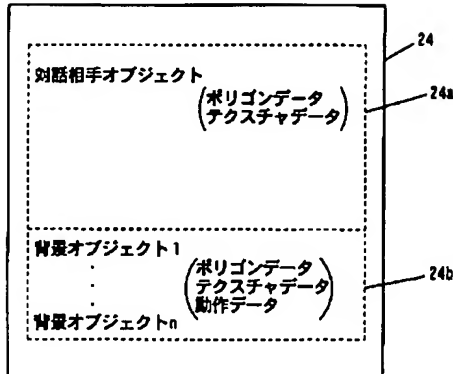 24
対話相手オブジェクト
ポリゴンデータ
テクスチャデータ
24a
背景オブジェクト1
ポリゴンデータ
テクスチャデータ
動作データ
24b
背景オブジェクトn